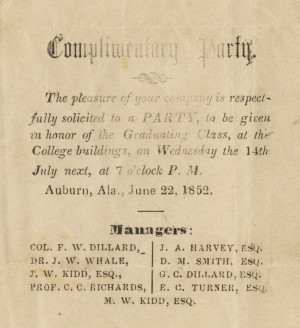 Complimentary Party.
The pleasure of your company is respect-
fully solicited to a PARTY, to be given
in honor of the Graduating Class, at the
College buildings, on Wednesday the 14th
July next, at 7 o'clock P. M.
Auburn, Ala., June 22, 1852.
Managers:
COL. F. W. DILLARD,
DR. J. W. WHALE,
J. W. KIDD, ESQ.,
PROF. C. C. RICHARDS,
J. A. HARVEY, ESQ.
D. M. SMITH, ESQ.
G. C. DILLARD, ESQ.
E. C. TURNER, ESQ.
M. W. KIDD, ESQ.